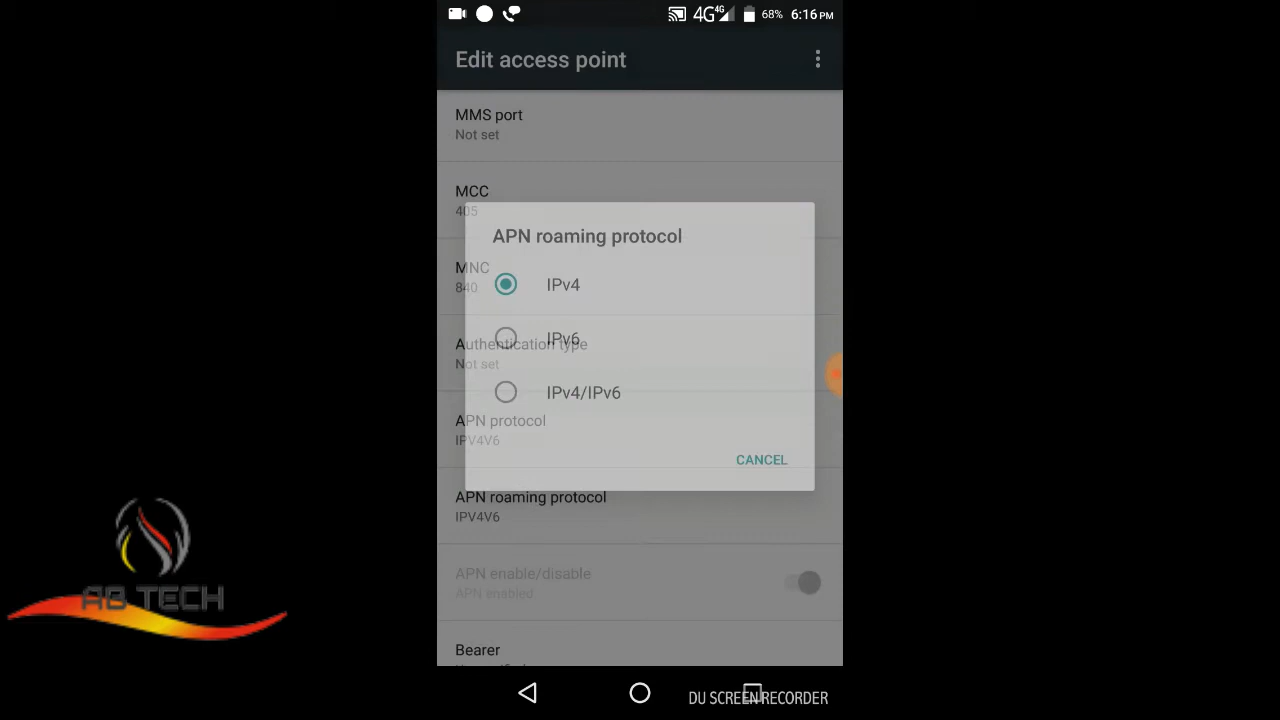 4G 4G 68% 6:16 PM
Edit access point
MMS port
Not set
MCC
405
APN roaming protocol
MNC
840
IPv4
IPv6
Authentication type
Not set
IPv4/IPv6
APN protocol
IPV4V6
CANCEL
APN roaming protocol
IPV4V6
APN enable/disable
APN enabled
AB TECH
Bearer
DU SCREEN RECORDER